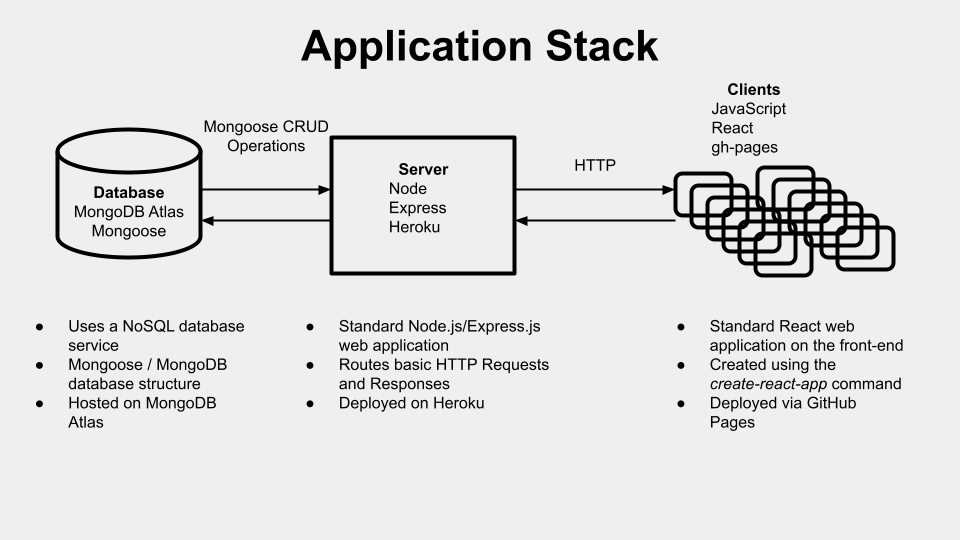 Application Stack
Clients
JavaScript
React
gh-pages
Mongoose CRUD
Operations
HTTP
Database
MongoDB Atlas
Mongoose
Server
Node
Express
Heroku
● Uses a NoSQL database
service
● Mongoose / MongoDB
database structure
● Hosted on MongoDB
Atlas
● Standard Node.js/Express.js
web application
● Routes basic HTTP Requests
and Responses
● Deployed on Heroku
● Standard React web
application on the front-end
● Created using the
create-react-app command
● Deployed via GitHub
Pages